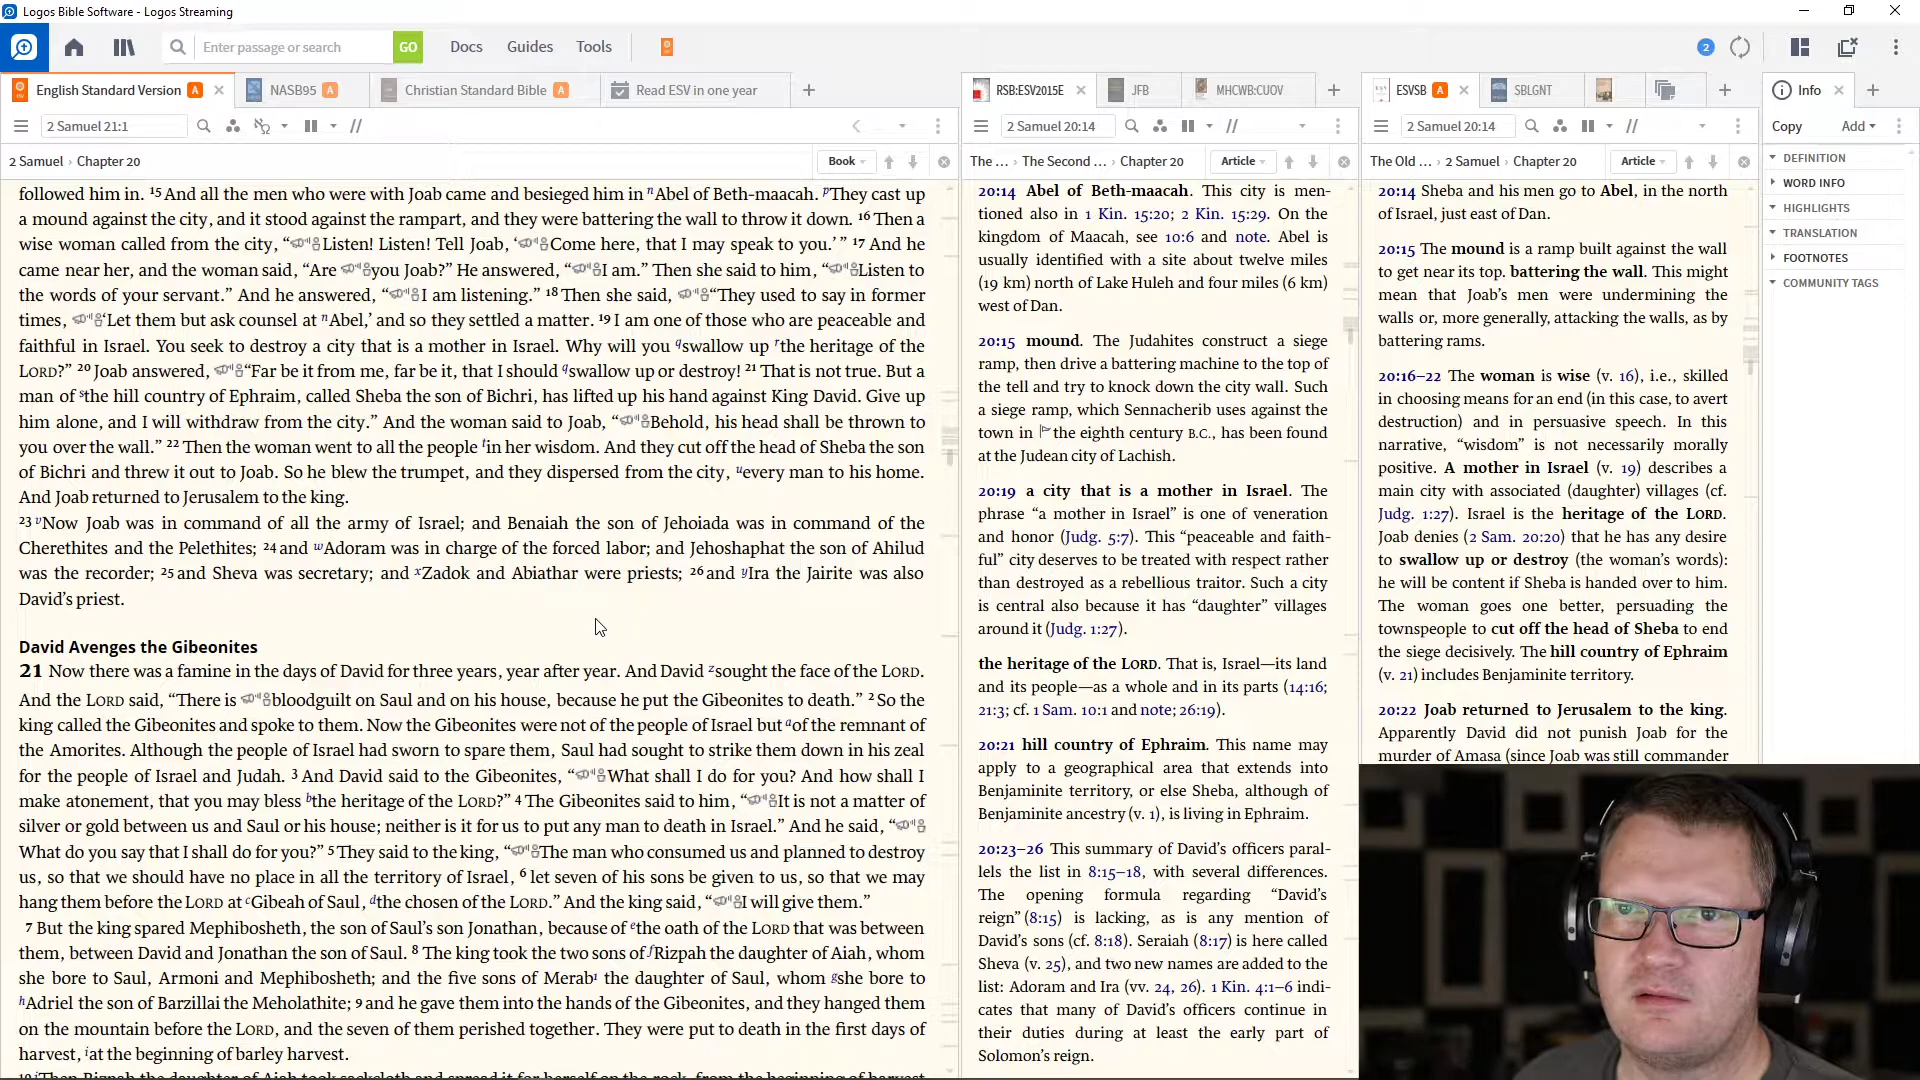 Logos Bible Software - Logos Streaming
Enter passage or search
GO
Docs
Guides
Tools
2
English Standard Version A
NASB95 A
Christian Standard Bible A
Read ESV in one year
2 Samuel 21:1
2 Samuel › Chapter 20
Book
followed him in. 15 And all the men who were with Joab came and besieged him in nAbel of Beth-maacah. pThey cast up
a mound against the city, and it stood against the rampart, and they were battering the wall to throw it down. 16 Then a
wise woman called from the city, “Listen! Listen! Tell Joab, ‘Come here, that I may speak to you.’ ” 17 And he
came near her, and the woman said, “Are you Joab?” He answered, “I am.” Then she said to him, “Listen to
the words of your servant.” And he answered, “I am listening.” 18 Then she said, “They used to say in former
times, ‘Let them but ask counsel at nAbel,’ and so they settled a matter. 19 I am one of those who are peaceable and
faithful in Israel. You seek to destroy a city that is a mother in Israel. Why will you qswallow up rthe heritage of the
LORD?” 20 Joab answered, “Far be it from me, far be it, that I should qswallow up or destroy! 21 That is not true. But a
man of sthe hill country of Ephraim, called Sheba the son of Bichri, has lifted up his hand against King David. Give up
him alone, and I will withdraw from the city.” And the woman said to Joab, “Behold, his head shall be thrown to
you over the wall.” 22 Then the woman went to all the people tin her wisdom. And they cut off the head of Sheba the son
of Bichri and threw it out to Joab. So he blew the trumpet, and they dispersed from the city, uevery man to his home.
And Joab returned to Jerusalem to the king.
23 vNow Joab was in command of all the army of Israel; and Benaiah the son of Jehoiada was in command of the
Cherethites and the Pelethites; 24 and wAdoram was in charge of the forced labor; and Jehoshaphat the son of Ahilud
was the recorder; 25 and Sheva was secretary; and xZadok and Abiathar were priests; 26 and yIra the Jairite was also
David’s priest.
David Avenges the Gibeonites
21 Now there was a famine in the days of David for three years, year after year. And David zsought the face of the LORD.
And the LORD said, “There is bloodguilt on Saul and on his house, because he put the Gibeonites to death.” 2 So the
king called the Gibeonites and spoke to them. Now the Gibeonites were not of the people of Israel but aof the remnant of
the Amorites. Although the people of Israel had sworn to spare them, Saul had sought to strike them down in his zeal
for the people of Israel and Judah. 3 And David said to the Gibeonites, “What shall I do for you? And how shall I
make atonement, that you may bless bthe heritage of the LORD?” 4 The Gibeonites said to him, “It is not a matter of
silver or gold between us and Saul or his house; neither is it for us to put any man to death in Israel.” And he said, “
What do you say that I shall do for you?” 5 They said to the king, “The man who consumed us and planned to destroy
us, so that we should have no place in all the territory of Israel, 6 let seven of his sons be given to us, so that we may
hang them before the LORD at cGibeah of Saul, dthe chosen of the LORD.” And the king said, “I will give them.”
7 But the king spared Mephibosheth, the son of Saul’s son Jonathan, because of ethe oath of the LORD that was between
them, between David and Jonathan the son of Saul. 8 The king took the two sons of fRizpah the daughter of Aiah, whom
she bore to Saul, Armoni and Mephibosheth; and the five sons of Merab1 the daughter of Saul, whom gshe bore to
hAdriel the son of Barzillai the Meholathite; 9 and he gave them into the hands of the Gibeonites, and they hanged them
on the mountain before the LORD, and the seven of them perished together. They were put to death in the first days of
harvest, iat the beginning of barley harvest.
10 jThen Rizpah the daughter of Aiah took sackcloth and spread it for herself on the rock, from the beginning of harvest
RSB:ESV2015E
JFB
MHCWB:CUOV
2 Samuel 20:14
The ... › The Second ... › Chapter 20
Article
20:14 Abel of Beth-maacah. This city is men-
tioned also in 1 Kin. 15:20; 2 Kin. 15:29. On the
kingdom of Maacah, see 10:6 and note. Abel is
usually identified with a site about twelve miles
(19 km) north of Lake Huleh and four miles (6 km)
west of Dan.
20:15 mound. The Judahites construct a siege
ramp, then drive a battering machine to the top of
the tell and try to knock down the city wall. Such
a siege ramp, which Sennacherib uses against the
town in the eighth century B.C., has been found
at the Judean city of Lachish.
20:19 a city that is a mother in Israel. The
phrase “a mother in Israel” is one of veneration
and honor (Judg. 5:7). This “peaceable and faith-
ful” city deserves to be treated with respect rather
than destroyed as a rebellious traitor. Such a city
is central also because it has “daughter” villages
around it (Judg. 1:27).
the heritage of the LORD. That is, Israel—its land
and its people—as a whole and in its parts (14:16;
21:3; cf. 1 Sam. 10:1 and note; 26:19).
20:21 hill country of Ephraim. This name may
apply to a geographical area that extends into
Benjaminite territory, or else Sheba, although of
Benjaminite ancestry (v. 1), is living in Ephraim.
20:23–26 This summary of David’s officers paral-
lels the list in 8:15–18, with several differences.
The opening formula regarding “David’s
reign” (8:15) is lacking, as is any mention of
David’s sons (cf. 8:18). Seraiah (8:17) is here called
Sheva (v. 25), and two new names are added to the
list: Adoram and Ira (vv. 24, 26). 1 Kin. 4:1–6 indi-
cates that many of David’s officers continue in
their duties during at least the early part of
Solomon’s reign.
ESVSB A
SBLGNT
2 Samuel 20:14
The Old ... › 2 Samuel › Chapter 20
Article
20:14 Sheba and his men go to Abel, in the north
of Israel, just east of Dan.
20:15 The mound is a ramp built against the wall
to get near its top. battering the wall. This might
mean that Joab’s men were undermining the
walls or, more generally, attacking the walls, as by
battering rams.
20:16–22 The woman is wise (v. 16), i.e., skilled
in choosing means for an end (in this case, to avert
destruction) and in persuasive speech. In this
narrative, “wisdom” is not necessarily morally
positive. A mother in Israel (v. 19) describes a
main city with associated (daughter) villages (cf.
Judg. 1:27). Israel is the heritage of the LORD.
Joab denies (2 Sam. 20:20) that he has any desire
to swallow up or destroy (the woman’s words):
he will be content if Sheba is handed over to him.
The woman goes one better, persuading the
townspeople to cut off the head of Sheba to end
the siege decisively. The hill country of Ephraim
(v. 21) includes Benjaminite territory.
20:22 Joab returned to Jerusalem to the king.
Apparently David did not punish Joab for the
murder of Amasa (since Joab was still commander
Info
Copy
Add
DEFINITION
WORD INFO
HIGHLIGHTS
TRANSLATION
FOOTNOTES
COMMUNITY TAGS